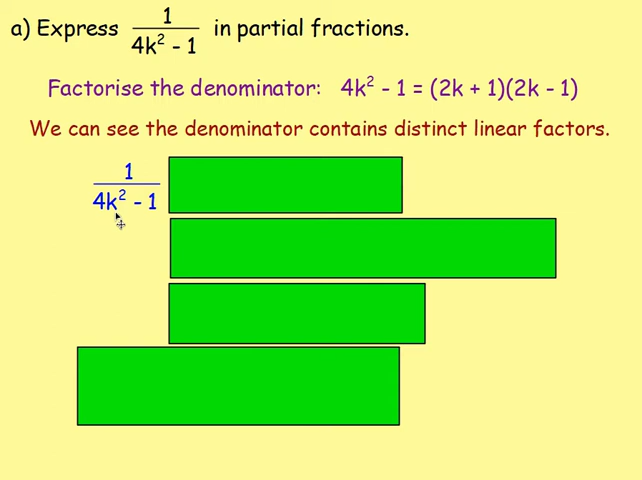 a) Express 1/(4k² - 1) in partial fractions.
Factorise the denominator: 4k² - 1 = (2k + 1)(2k - 1)
We can see the denominator contains distinct linear factors.
1/(4k² - 1)